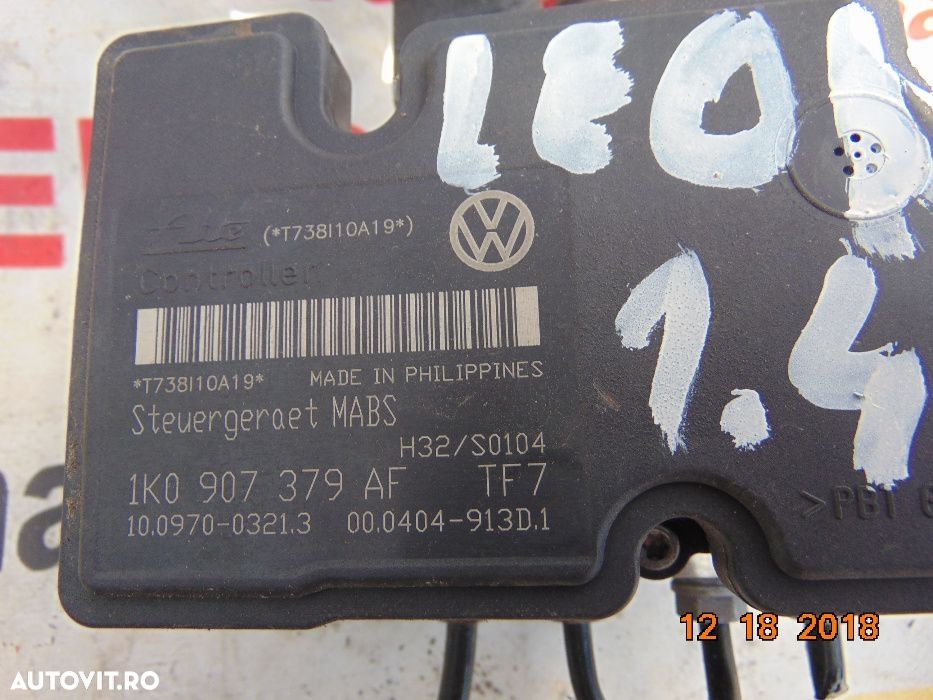 LEON
1.4
Ate (*T738I10A19*)
Controller
*T738I10A19* MADE IN PHILIPPINES
Steuergeraet MABS
H32/S0104
1K0 907 379 AF TF7
10.0970-0321.3 00.0404-913D.1
>PBT
12 18 2018
AUTOVIT.RO